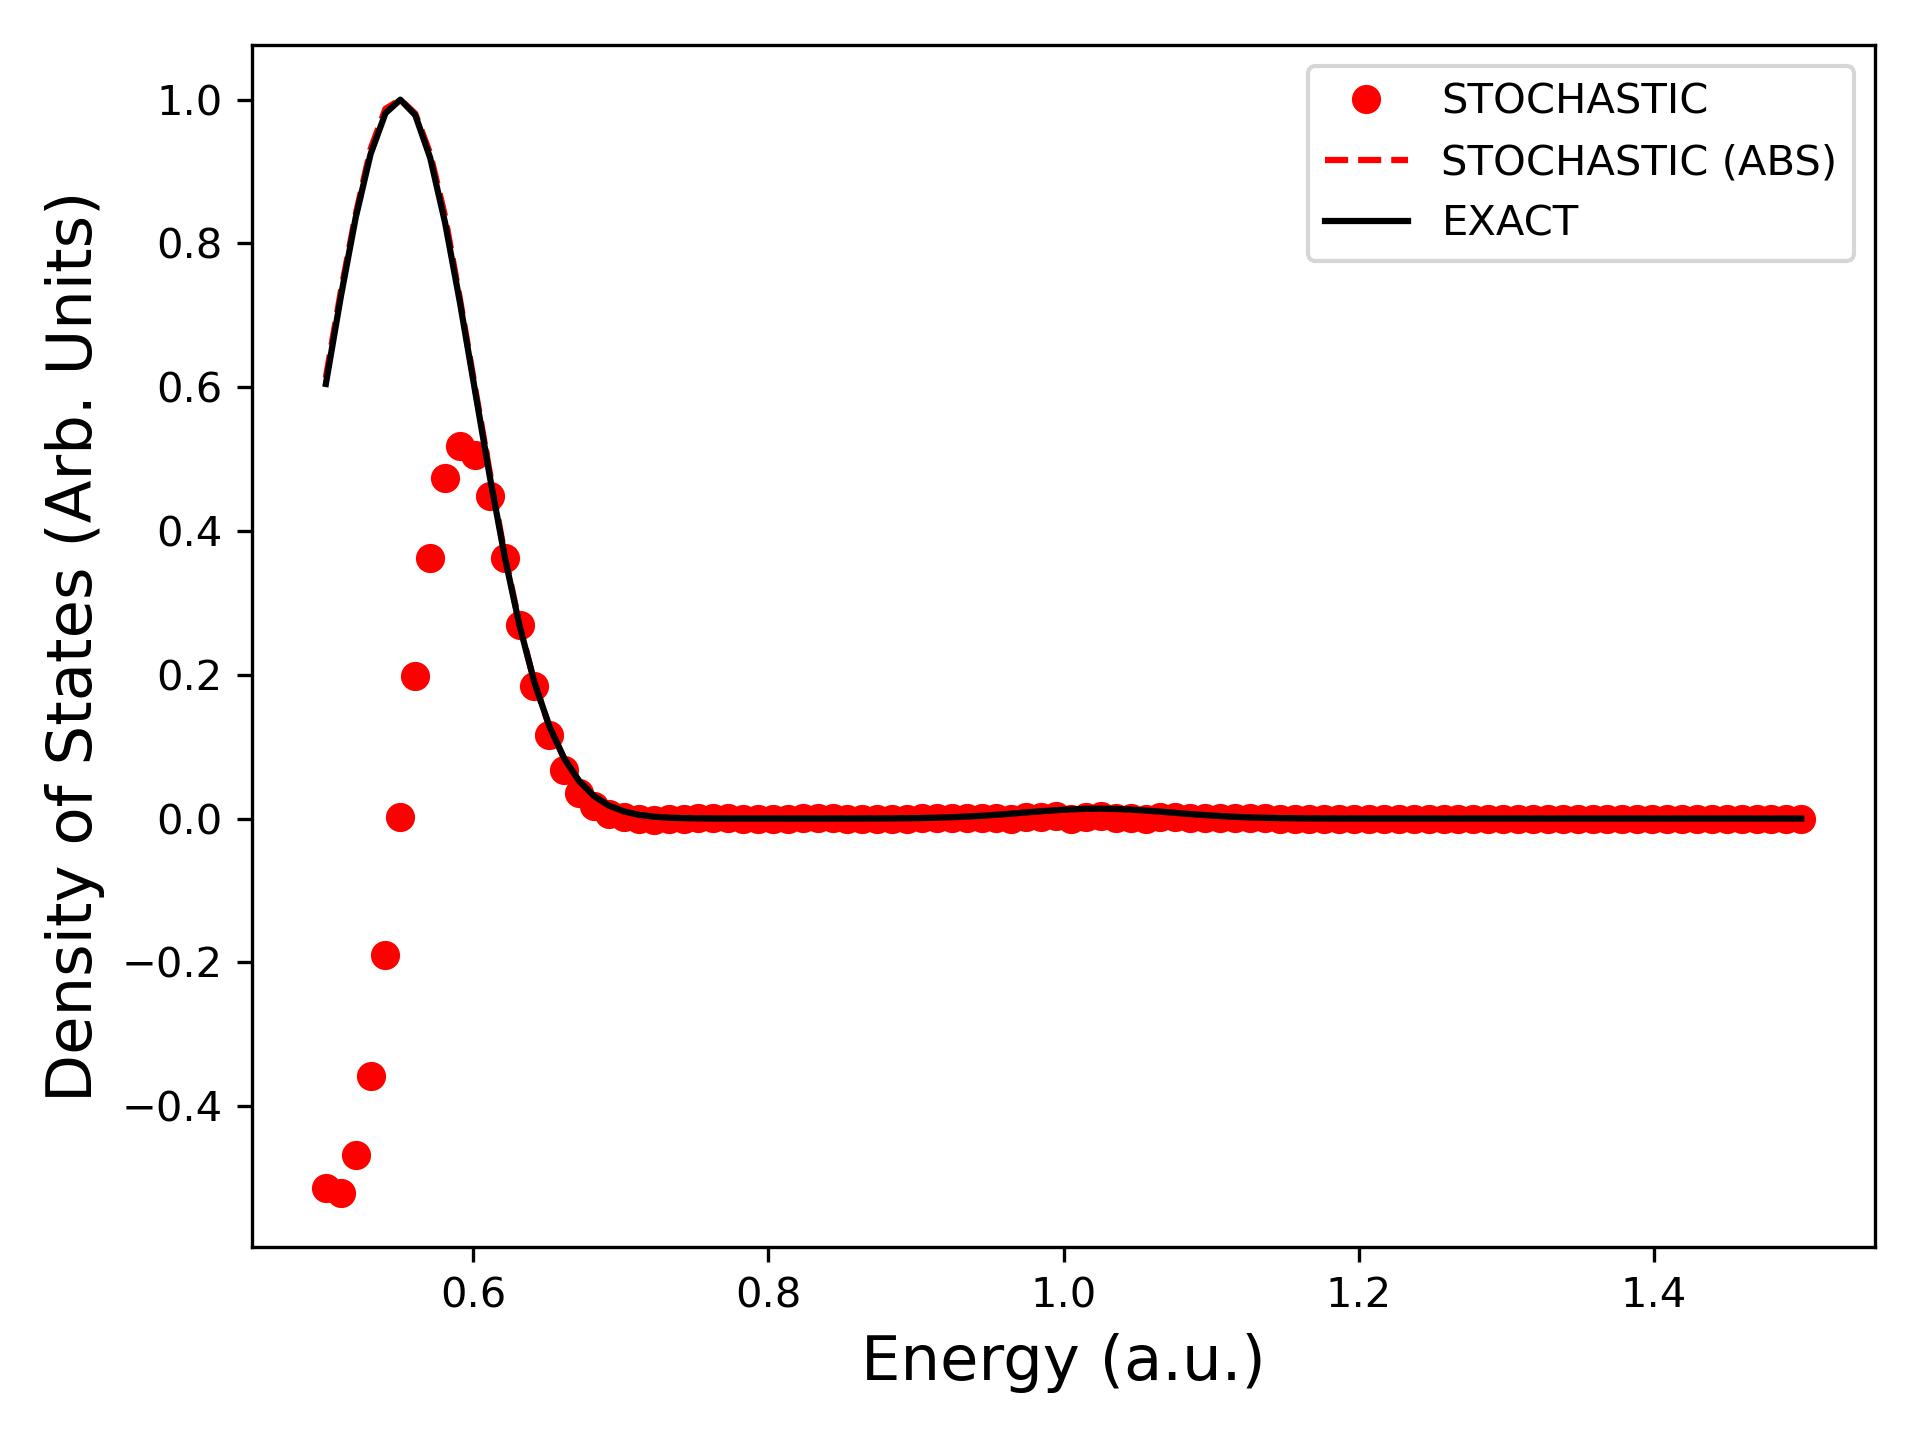 STOCHASTIC
STOCHASTIC (ABS)
EXACT
Density of States (Arb. Units)
1.0
0.8
0.6
0.4
0.2
0.0
−0.2
−0.4
0.6 0.8 1.0 1.2 1.4
Energy (a.u.)